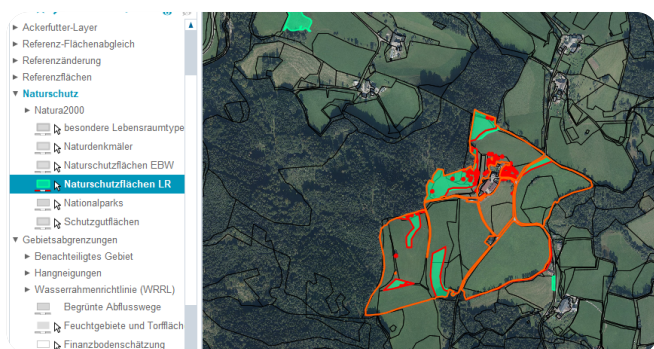 Ackerfutter-Layer
Referenz-Flächenabgleich
Referenzänderung
Referenzflächen
Naturschutz
Natura2000
besondere Lebensraumtype
Naturdenkmäler
Naturschutzflächen EBW
Naturschutzflächen LR
Nationalparks
Schutzgutflächen
Gebietsabgrenzungen
Benachteiligtes Gebiet
Hangneigungen
Wasserrahmenrichtlinie (WRRL)
Begrünte Abflusswege
Feuchtgebiete und Torffläch
Finanzbodenschätzung